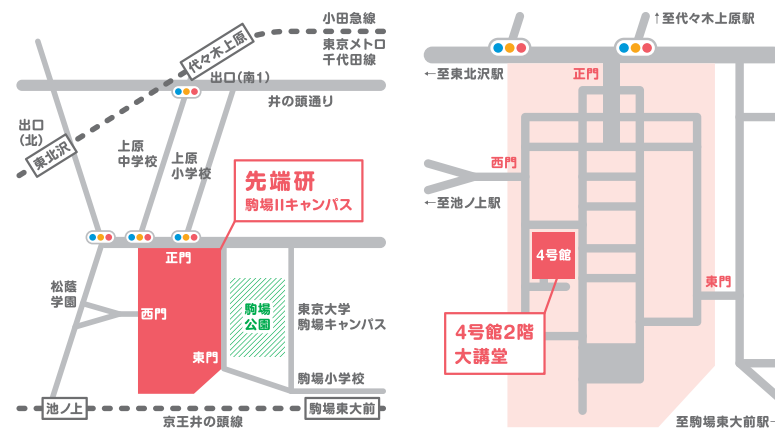 小田急線
東京メトロ
千代田線
代々木上原
出口(南1)
井の頭通り
出口
(北)
東北沢
上原
中学校
上原
小学校
先端研
駒場IIキャンパス
正門
松蔭
学園
西門
駒場
公園
東京大学
駒場キャンパス
東門
駒場小学校
池ノ上
京王井の頭線
駒場東大前
↑至代々木上原駅
←至東北沢駅
正門
西門
←至池ノ上駅
4号館
東門
4号館2階
大講堂
至駒場東大前駅→